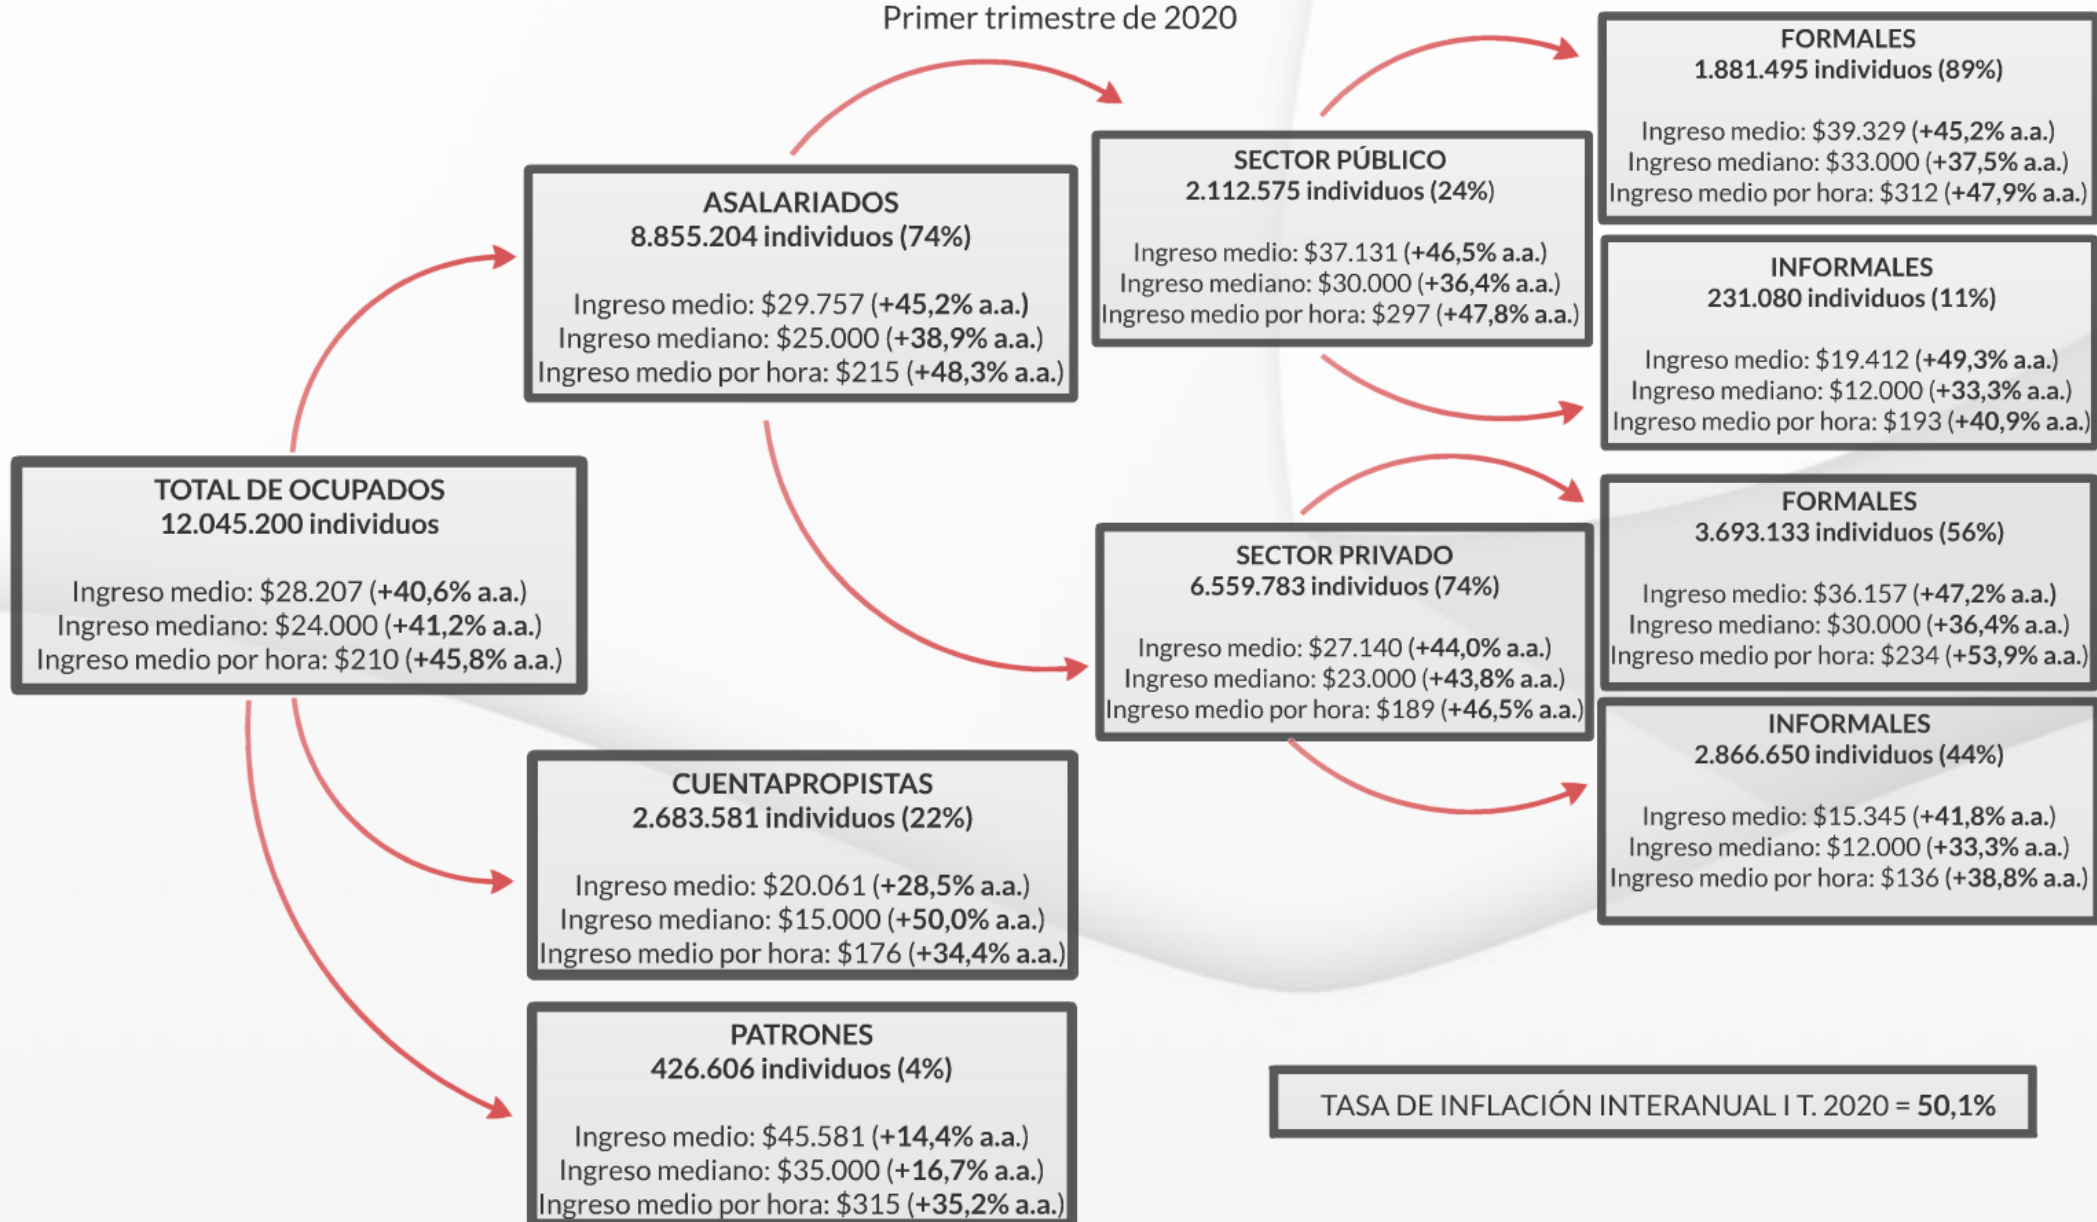 Primer trimestre de 2020
TOTAL DE OCUPADOS
12.045.200 individuos
Ingreso medio: $28.207 (+40,6% a.a.)
Ingreso mediano: $24.000 (+41,2% a.a.)
Ingreso medio por hora: $210 (+45,8% a.a.)
ASALARIADOS
8.855.204 individuos (74%)
Ingreso medio: $29.757 (+45,2% a.a.)
Ingreso mediano: $25.000 (+38,9% a.a.)
Ingreso medio por hora: $215 (+48,3% a.a.)
CUENTAPROPISTAS
2.683.581 individuos (22%)
Ingreso medio: $20.061 (+28,5% a.a.)
Ingreso mediano: $15.000 (+50,0% a.a.)
Ingreso medio por hora: $176 (+34,4% a.a.)
PATRONES
426.606 individuos (4%)
Ingreso medio: $45.581 (+14,4% a.a.)
Ingreso mediano: $35.000 (+16,7% a.a.)
Ingreso medio por hora: $315 (+35,2% a.a.)
SECTOR PÚBLICO
2.112.575 individuos (24%)
Ingreso medio: $37.131 (+46,5% a.a.)
Ingreso mediano: $30.000 (+36,4% a.a.)
Ingreso medio por hora: $297 (+47,8% a.a.)
SECTOR PRIVADO
6.559.783 individuos (74%)
Ingreso medio: $27.140 (+44,0% a.a.)
Ingreso mediano: $23.000 (+43,8% a.a.)
Ingreso medio por hora: $189 (+46,5% a.a.)
FORMALES
1.881.495 individuos (89%)
Ingreso medio: $39.329 (+45,2% a.a.)
Ingreso mediano: $33.000 (+37,5% a.a.)
Ingreso medio por hora: $312 (+47,9% a.a.)
INFORMALES
231.080 individuos (11%)
Ingreso medio: $19.412 (+49,3% a.a.)
Ingreso mediano: $12.000 (+33,3% a.a.)
Ingreso medio por hora: $193 (+40,9% a.a.)
FORMALES
3.693.133 individuos (56%)
Ingreso medio: $36.157 (+47,2% a.a.)
Ingreso mediano: $30.000 (+36,4% a.a.)
Ingreso medio por hora: $234 (+53,9% a.a.)
INFORMALES
2.866.650 individuos (44%)
Ingreso medio: $15.345 (+41,8% a.a.)
Ingreso mediano: $12.000 (+33,3% a.a.)
Ingreso medio por hora: $136 (+38,8% a.a.)
TASA DE INFLACIÓN INTERANUAL I T. 2020 = 50,1%